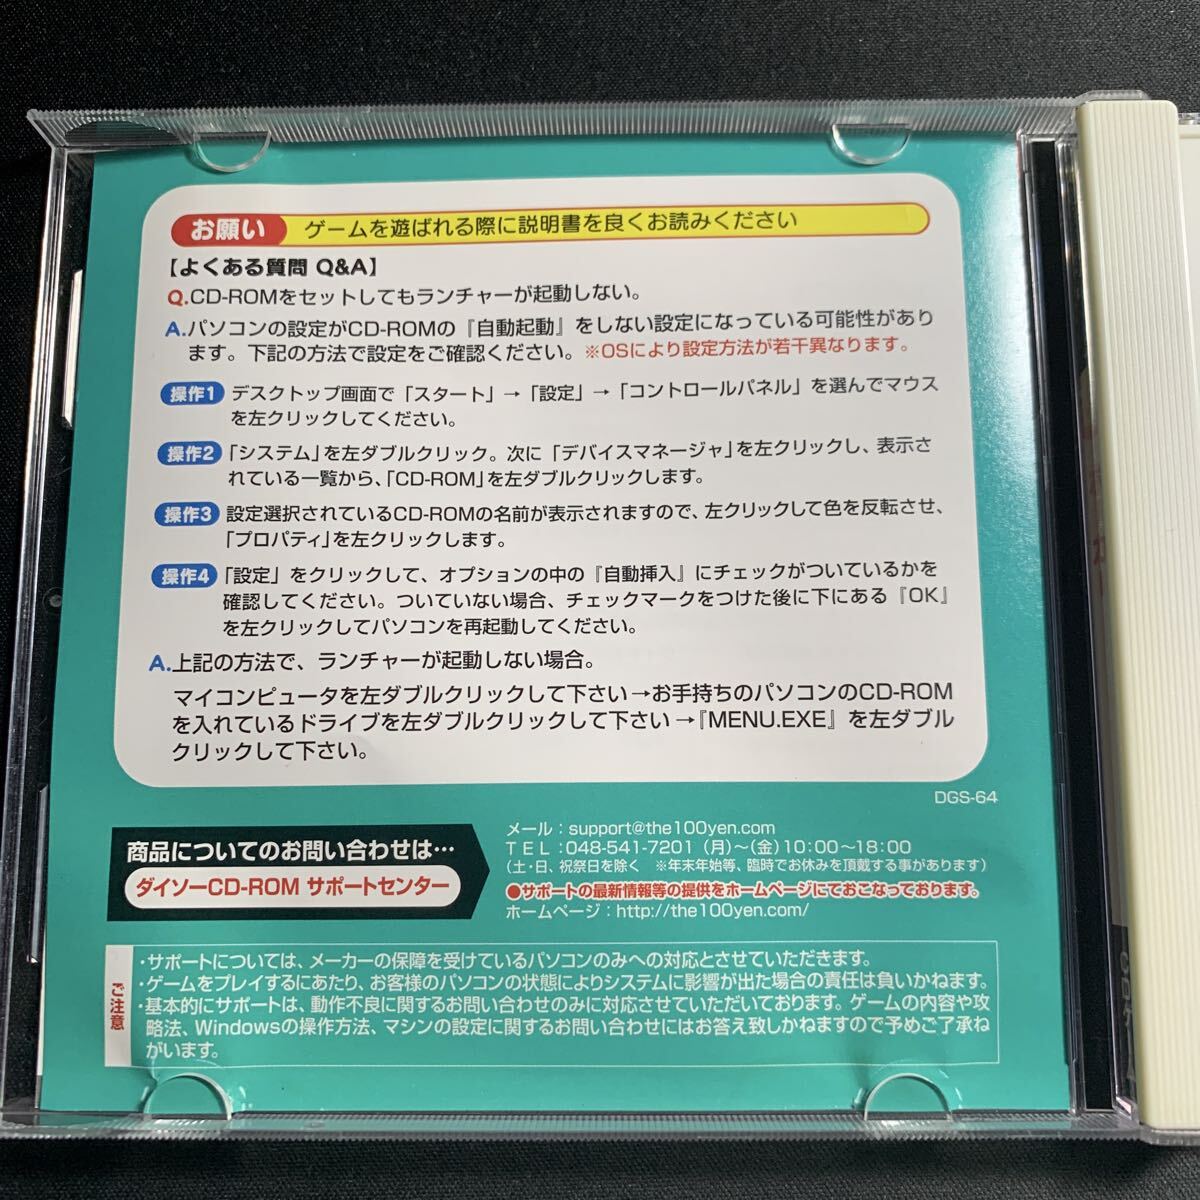 お願い ゲームを遊ばれる際に説明書を良くお読みください
【よくある質問 Q&A】
Q.CD-ROMをセットしてもランチャーが起動しない。
A.パソコンの設定がCD-ROMの『自動起動』をしない設定になっている可能性があり
ます。下記の方法で設定をご確認ください。※OSにより設定方法が若干異なります。
操作1 デスクトップ画面で「スタート」→「設定」→「コントロールパネル」を選んでマウス
を左クリックしてください。
操作2 「システム」を左ダブルクリック。次に「デバイスマネージャ」を左クリックし、表示さ
れている一覧から、「CD-ROM」を左ダブルクリックします。
操作3 設定選択されているCD-ROMの名前が表示されますので、左クリックして色を反転させ、
「プロパティ」を左クリックします。
操作4 「設定」をクリックして、オプションの中の『自動挿入』にチェックがついているかを
確認してください。ついていない場合、チェックマークをつけた後に下にある『OK』
を左クリックしてパソコンを再起動してください。
A.上記の方法で、ランチャーが起動しない場合。
マイコンピュータを左ダブルクリックして下さい→お手持ちのパソコンのCD-ROM
を入れているドライブを左ダブルクリックして下さい→『MENU.EXE』を左ダブル
クリックして下さい。
DGS-64
商品についてのお問い合わせは…
ダイソーCD-ROM サポートセンター
メール：support@the100yen.com
TEL：048-541-7201（月）〜（金）10:00〜18:00
（土・日、祝祭日を除く ※年末年始等、臨時でお休みを頂戴する事があります）
●サポートの最新情報等の提供をホームページにておこなっております。
ホームページ：http://the100yen.com/
ご注意
・サポートについては、メーカーの保障を受けているパソコンのみへの対応とさせていただきます。
・ゲームをプレイするにあたり、お客様のパソコンの状態によりシステムに影響が出た場合の責任は負いかねます。
・基本的にサポートは、動作不良に関するお問い合わせのみに対応させていただいております。ゲームの内容や攻
略法、Windowsの操作方法、マシンの設定に関するお問い合わせにはお答え致しかねますので予めご了承ね
がいます。